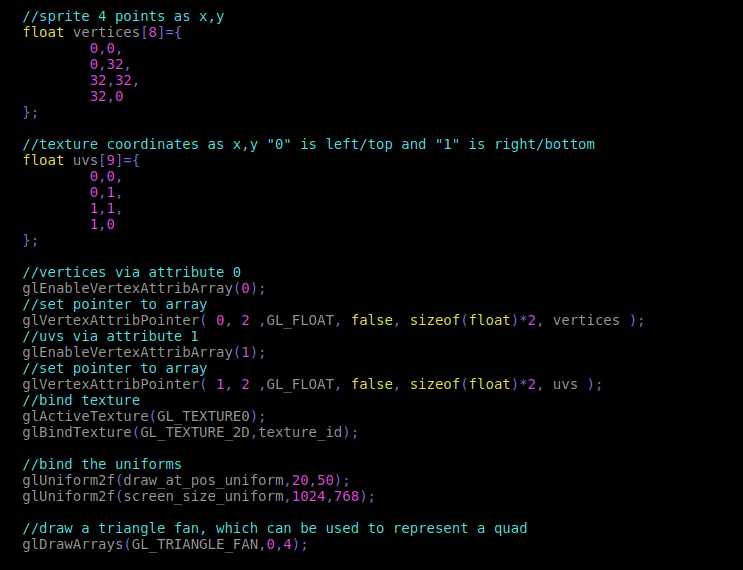 //sprite 4 points as x,y
float vertices[8]={
0,0,
0,32,
32,32,
32,0
};
//texture coordinates as x,y "0" is left/top and "1" is right/bottom
float uvs[9]={
0,0,
0,1,
1,1,
1,0
};
//vertices via attribute 0
glEnableVertexAttribArray(0);
//set pointer to array
glVertexAttribPointer( 0, 2 ,GL_FLOAT, false, sizeof(float)*2, vertices );
//uvs via attribute 1
glEnableVertexAttribArray(1);
//set pointer to array
glVertexAttribPointer( 1, 2 ,GL_FLOAT, false, sizeof(float)*2, uvs );
//bind texture
glActiveTexture(GL_TEXTURE0);
glBindTexture(GL_TEXTURE_2D,texture_id);
//bind the uniforms
glUniform2f(draw_at_pos_uniform,20,50);
glUniform2f(screen_size_uniform,1024,768);
//draw a triangle fan, which can be used to represent a quad
glDrawArrays(GL_TRIANGLE_FAN,0,4);